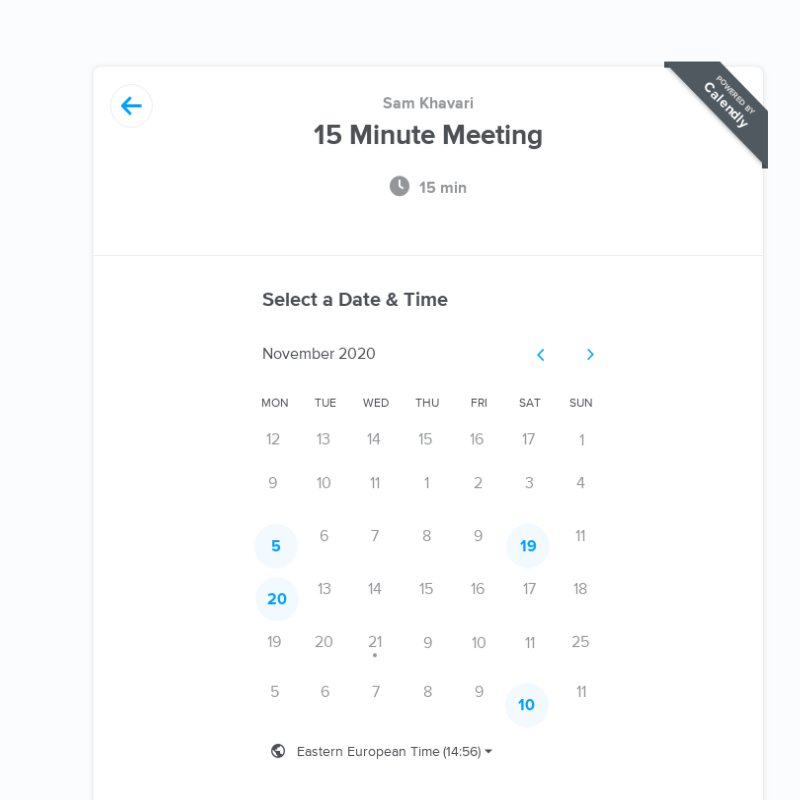 POWERED BY
Calendly
Sam Khavari
15 Minute Meeting
15 min
Select a Date & Time
November 2020
MON TUE WED THU FRI SAT SUN
12 13 14 15 16 17 1
9 10 11 1 2 3 4
5 6 7 8 9 19 11
20 13 14 15 16 17 18
19 20 21 9 10 11 25
5 6 7 8 9 10 11
Eastern European Time (14:56)